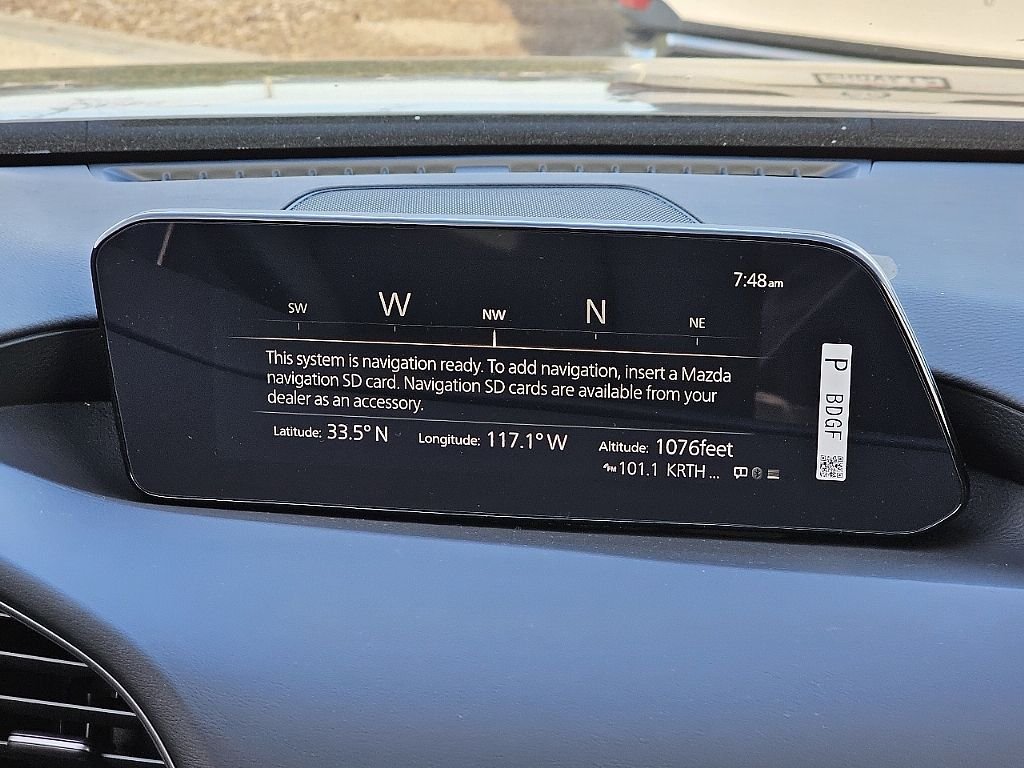 7:48am
SW W NW N NE
This system is navigation ready. To add navigation, insert a Mazda
navigation SD card. Navigation SD cards are available from your
dealer as an accessory.
Latitude: 33.5° N Longitude: 117.1° W Altitude: 1076feet
FM 101.1 KRTH...
P BDGF